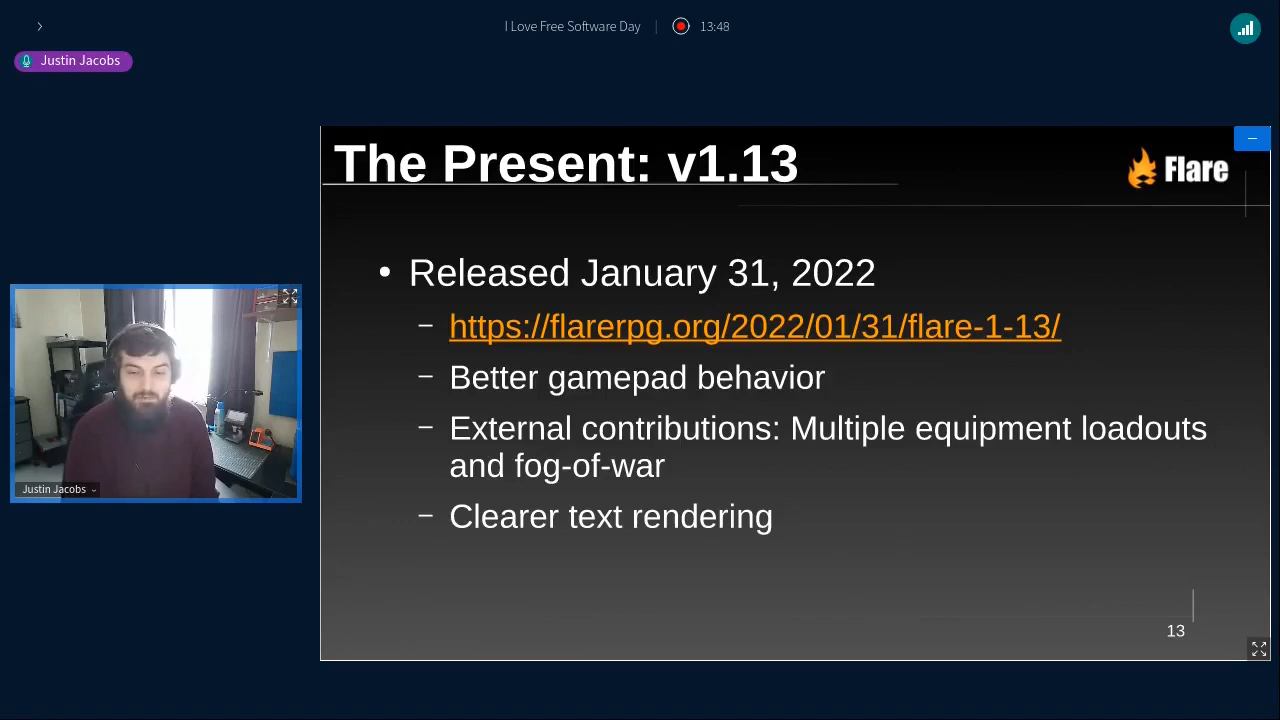 I Love Free Software Day
13:48
Justin Jacobs
The Present: v1.13
Flare
• Released January 31, 2022
– https://flarerpg.org/2022/01/31/flare-1-13/
– Better gamepad behavior
– External contributions: Multiple equipment loadouts
and fog-of-war
– Clearer text rendering
Justin Jacobs
13